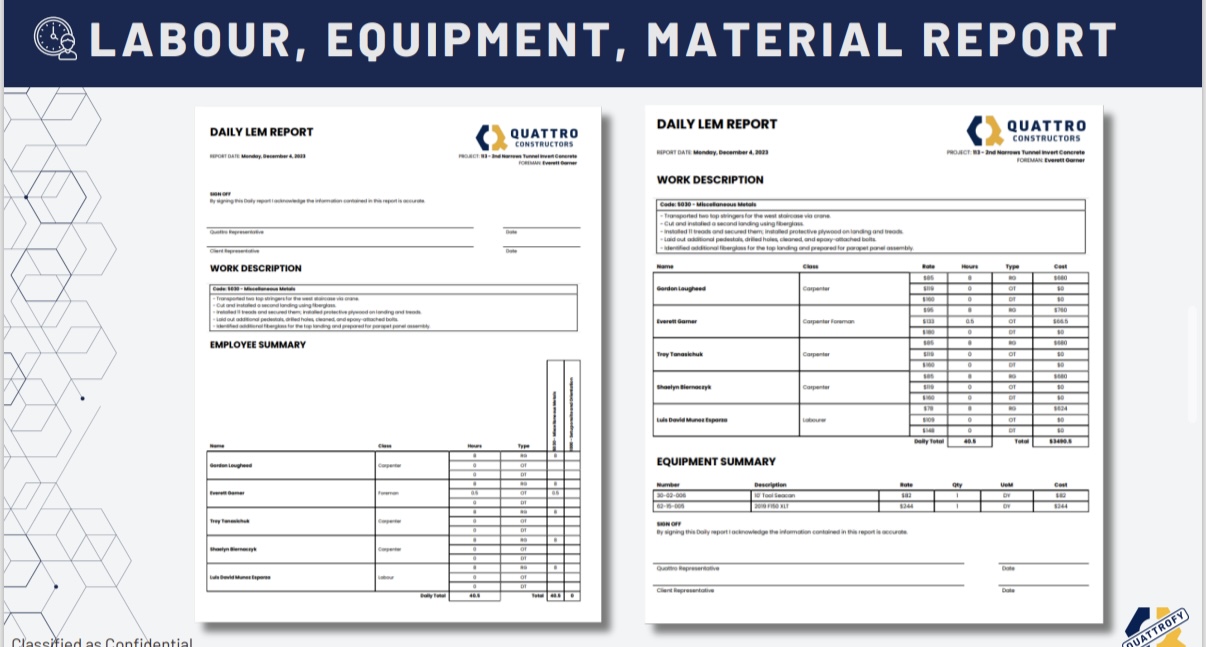 LABOUR, EQUIPMENT, MATERIAL REPORT
DAILY LEM REPORT
QUATTRO
CONSTRUCTORS
REPORT DATE: Monday, December 4, 2023
PROJECT: 113 - 2nd Narrows Tunnel Invert Concrete
FOREMAN: Everett Garner
SIGN OFF
By signing this Daily report I acknowledge the information contained in this report is accurate.
Quattro Representative Date
Client Representative Date
WORK DESCRIPTION
Code: 5030 - Miscellaneous Metals
- Transported two top stringers for the west staircase via crane.
- Cut and installed a second landing using fiberglass.
- Installed 11 treads and secured them; installed protective plywood on landing and treads.
- Laid out additional pedestals, drilled holes, cleaned, and epoxy-attached bolts.
- Identified additional fiberglass for the top landing and prepared for parapet panel assembly.
EMPLOYEE SUMMARY
5030 - Miscellaneous Metals
Name Class Hours Type
8 RG 8
Gordon Lougheed Carpenter 0 OT
0 DT
8 RG 8
Everett Garner Foreman 0.5 OT 0.5
0 DT
8 RG 8
Troy Tanasichuk Carpenter 0 OT
0 DT
8 RG 8
Shaelyn Biernaczyk Carpenter 0 OT
0 DT
8 RG 8
Luis David Munoz Esparza Labour 0 OT
0 DT
Daily Total 40.5 Total 40.5 0
DAILY LEM REPORT
QUATTRO
CONSTRUCTORS
REPORT DATE: Monday, December 4, 2023
PROJECT: 113 - 2nd Narrows Tunnel Invert Concrete
FOREMAN: Everett Garner
WORK DESCRIPTION
Code: 5030 - Miscellaneous Metals
- Transported two top stringers for the west staircase via crane.
- Cut and installed a second landing using fiberglass.
- Installed 11 treads and secured them; installed protective plywood on landing and treads.
- Laid out additional pedestals, drilled holes, cleaned, and epoxy-attached bolts.
- Identified additional fiberglass for the top landing and prepared for parapet panel assembly.
Name Class Rate Hours Type Cost
$85 8 RG $680
Gordon Lougheed Carpenter $119 0 OT $0
$160 0 DT $0
$95 8 RG $760
Everett Garner Carpenter Foreman $133 0.5 OT $66.5
$180 0 DT $0
$85 8 RG $680
Troy Tanasichuk Carpenter $119 0 OT $0
$160 0 DT $0
$85 8 RG $680
Shaelyn Biernaczyk Carpenter $119 0 OT $0
$160 0 DT $0
$78 8 RG $624
Luis David Munoz Esparza Labourer $109 0 OT $0
$148 0 DT $0
Daily Total 40.5 Total $3490.5
EQUIPMENT SUMMARY
Number Description Rate Qty UoM Cost
10' Tool Seacan $82 1 DY $82
2019 F150 XLT $244 1 DY $244
SIGN OFF
By signing this Daily report I acknowledge the information contained in this report is accurate.
Quattro Representative Date
Client Representative Date
Classified as Confidential
QUATTROFY